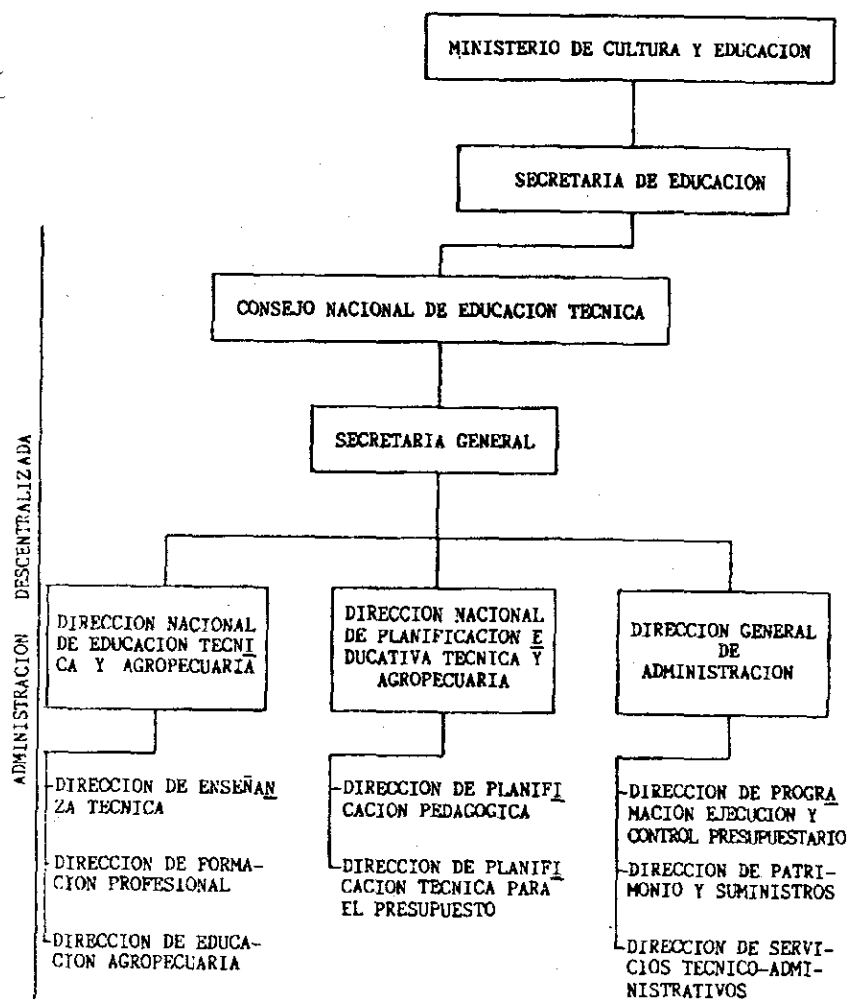 MINISTERIO DE CULTURA Y EDUCACION
SECRETARIA DE EDUCACION
CONSEJO NACIONAL DE EDUCACION TECNICA
SECRETARIA GENERAL
ADMINISTRACION DESCENTRALIZADA
DIRECCION NACIONAL
DE EDUCACION TECNI
CA Y AGROPECUARIA
DIRECCION DE ENSEÑAN
ZA TECNICA
DIRECCION DE FORMA-
CION PROFESIONAL
DIRECCION DE EDUCA-
CION AGROPECUARIA
DIRECCION NACIONAL
DE PLANIFICACION E
DUCATIVA TECNICA Y
AGROPECUARIA
DIRECCION DE PLANIFI
CACION PEDAGOGICA
DIRECCION DE PLANIFI
CACION TECNICA PARA
EL PRESUPUESTO
DIRECCION GENERAL
DE
ADMINISTRACION
DIRECCION DE PROGRA
MACION EJECUCION Y
CONTROL PRESUPUESTARIO
DIRECCION DE PATRI-
MONIO Y SUMINISTROS
DIRECCION DE SERVI-
CIOS TECNICO-ADMI-
NISTRATIVOS